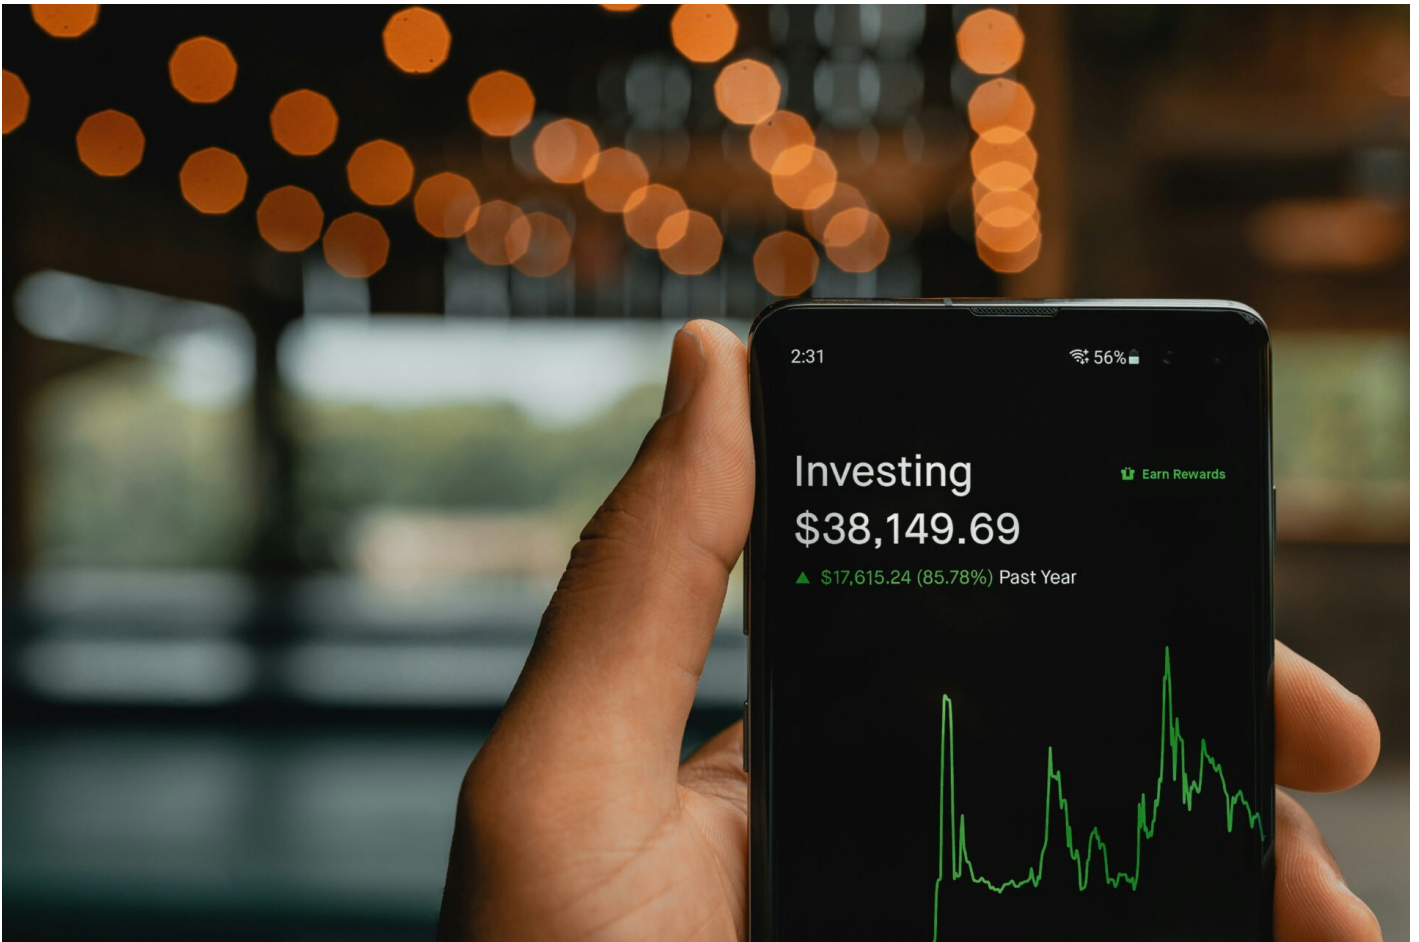 2:31 56%
Investing
Earn Rewards
$38,149.69
▲ $17,615.24 (85.78%) Past Year